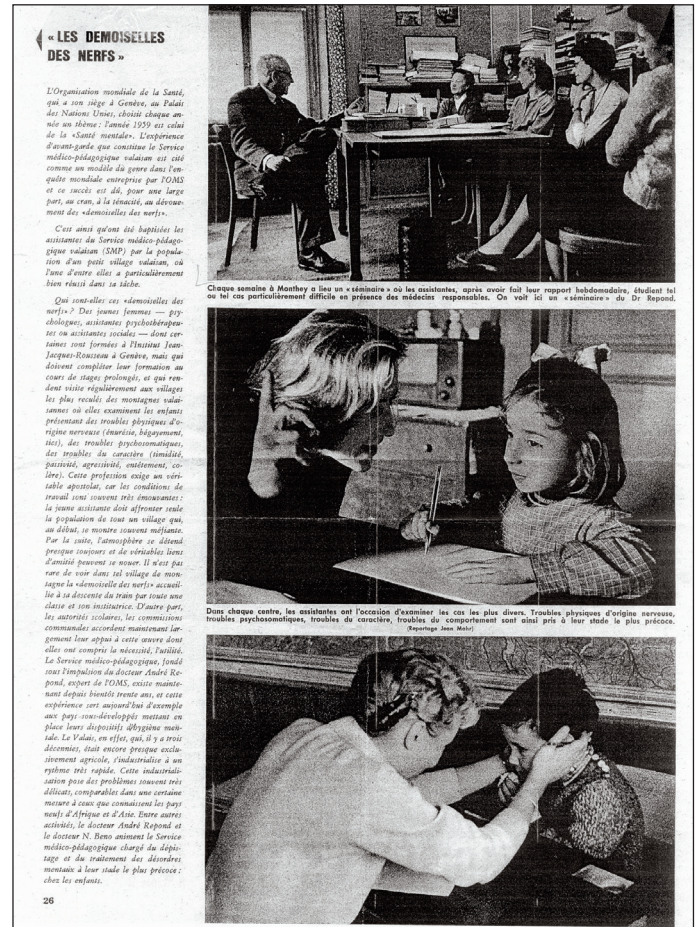 « LES DEMOISELLES
DES NERFS »
L'Organisation mondiale de la Santé,
qui a son siège à Genève, au Palais
des Nations Unies, choisit chaque an-
née un thème : l'année 1959 est celui
de la «Santé mentale». L'expérience
d'avant-garde que constitue le Service
médico-pédagogique valaisan est cité
comme un modèle du genre dans l'en-
quête mondiale entreprise par l'OMS
et ce succès est dû, pour une large
part, au cran, à la ténacité, au dévoue-
ment des «demoiselles des nerfs».
C'est ainsi qu'ont été baptisées les
assistantes du Service médico-pédago-
gique valaisan (SMP) par la popula-
tion d'un petit village valaisan, où
l'une d'entre elles a particulièrement
bien réussi dans sa tâche.
Qui sont-elles ces «demoiselles des
nerfs» ? Des jeunes femmes — psy-
chologues, assistantes psychothérapeu-
tes ou assistantes sociales — dont cer-
taines sont formées à l'Institut Jean-
Jacques-Rousseau à Genève, mais qui
doivent compléter leur formation au
cours de stages prolongés, et qui ren-
dent visite régulièrement aux villages
les plus reculés des montagnes valai-
sannes où elles examinent les enfants
présentant des troubles physiques d'o-
rigine nerveuse (énurésie, bégayement,
tics), des troubles psychosomatiques,
des troubles du caractère (timidité,
passivité, agressivité, entêtement, co-
lère). Cette profession exige un véri-
table apostolat, car les conditions de
travail sont souvent très émouvantes :
la jeune assistante doit affronter seule
la population de tout un village qui,
au début, se montre souvent méfiante.
Par la suite, l'atmosphère se détend
presque toujours et de véritables liens
d'amitié peuvent se nouer. Il n'est pas
rare de voir dans tel village de mon-
tagne la «demoiselle des nerfs» accueil-
lie à sa descente du train par toute une
classe et son institutrice. D'autre part,
les autorités scolaires, les commissions
communales accordent maintenant lar-
gement leur appui à cette œuvre dont
elles ont compris la nécessité, l'utilité.
Le Service médico-pédagogique, fondé
sous l'impulsion du docteur André Re-
pond, expert de l'OMS, existe mainte-
nant depuis bientôt trente ans, et cette
expérience sert aujourd'hui d'exemple
aux pays sous-développés mettant en
place leurs dispositifs d'hygiène men-
tale. Le Valais, en effet, qui, il y a trois
décennies, était encore presque exclu-
sivement agricole, s'industrialise à un
rythme très rapide. Cette industriali-
sation pose des problèmes souvent très
délicats, comparables dans une certaine
mesure à ceux que connaissent les pays
neufs d'Afrique et d'Asie. Entre autres
activités, le docteur André Repond et
le docteur N. Beno animent le Service
médico-pédagogique chargé du dépis-
tage et du traitement des désordres
mentaux à leur stade le plus précoce :
chez les enfants.
26
Chaque semaine à Monthey a lieu un « séminaire » où les assistantes, après avoir fait leur rapport hebdomadaire, étudient tel
ou tel cas particulièrement difficile en présence des médecins responsables. On voit ici un « séminaire » du Dr Repond.
Dans chaque centre, les assistantes ont l'occasion d'examiner les cas les plus divers. Troubles physiques d'origine nerveuse,
troubles psychosomatiques, troubles du caractère, troubles du comportement sont ainsi pris à leur stade le plus précoce.
(Reportage Jean Mohr)